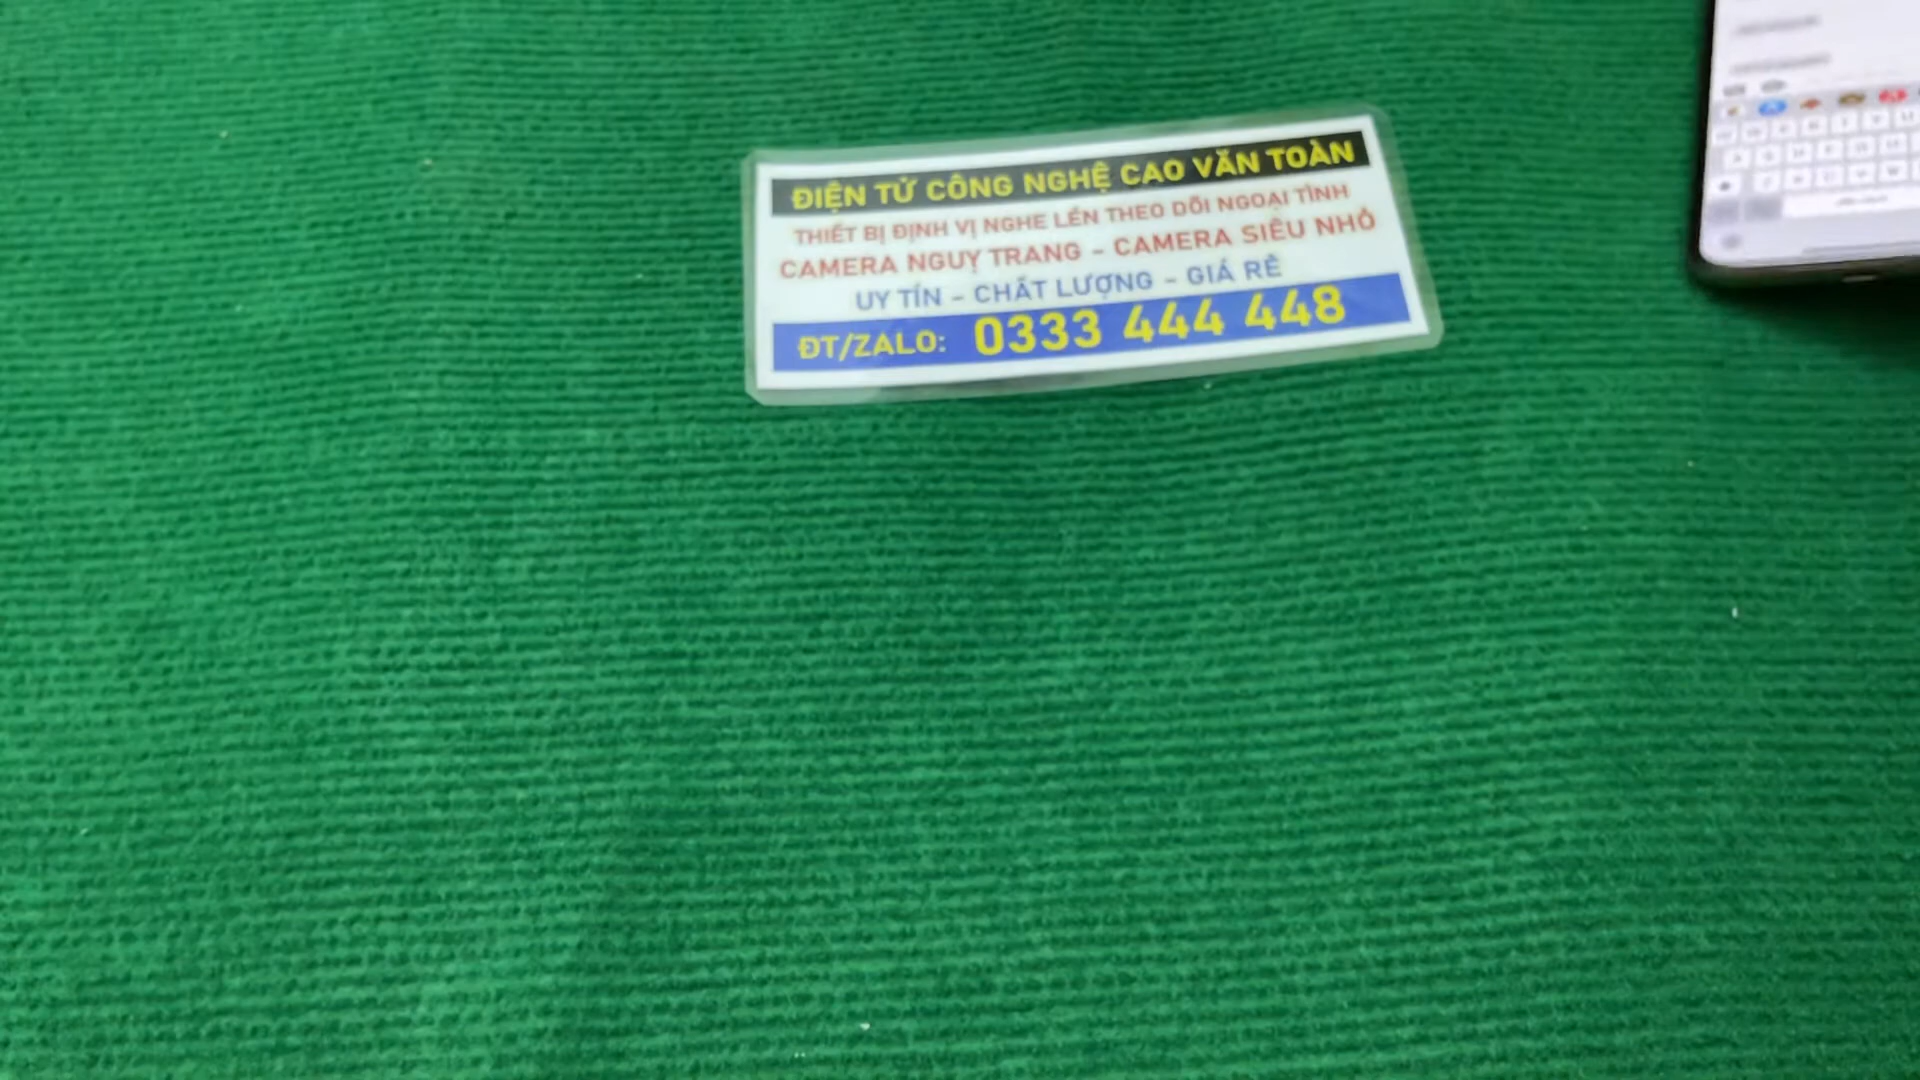 ĐIỆN TỬ CÔNG NGHỆ CAO VĂN TOÀN
THIẾT BỊ ĐỊNH VỊ NGHE LÉN THEO DÕI NGOẠI TÌNH
CAMERA NGUỴ TRANG - CAMERA SIÊU NHỎ
UY TÍN - CHẤT LƯỢNG - GIÁ RẺ
ĐT/ZALO: 0333 444 448